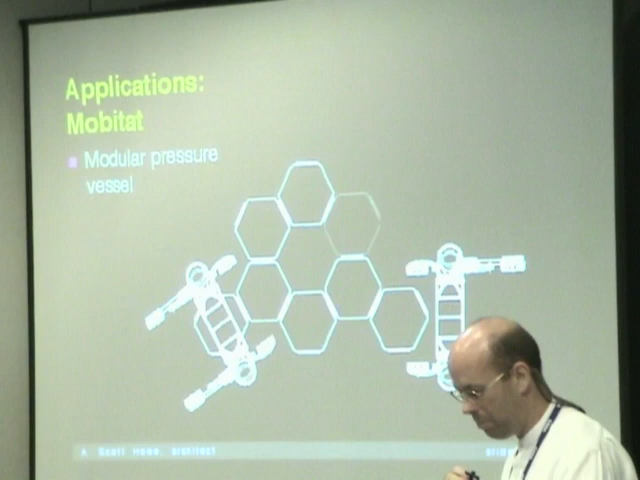 Applications:
Mobitat
Modular pressure
vessel
A. Scott Howe, architect